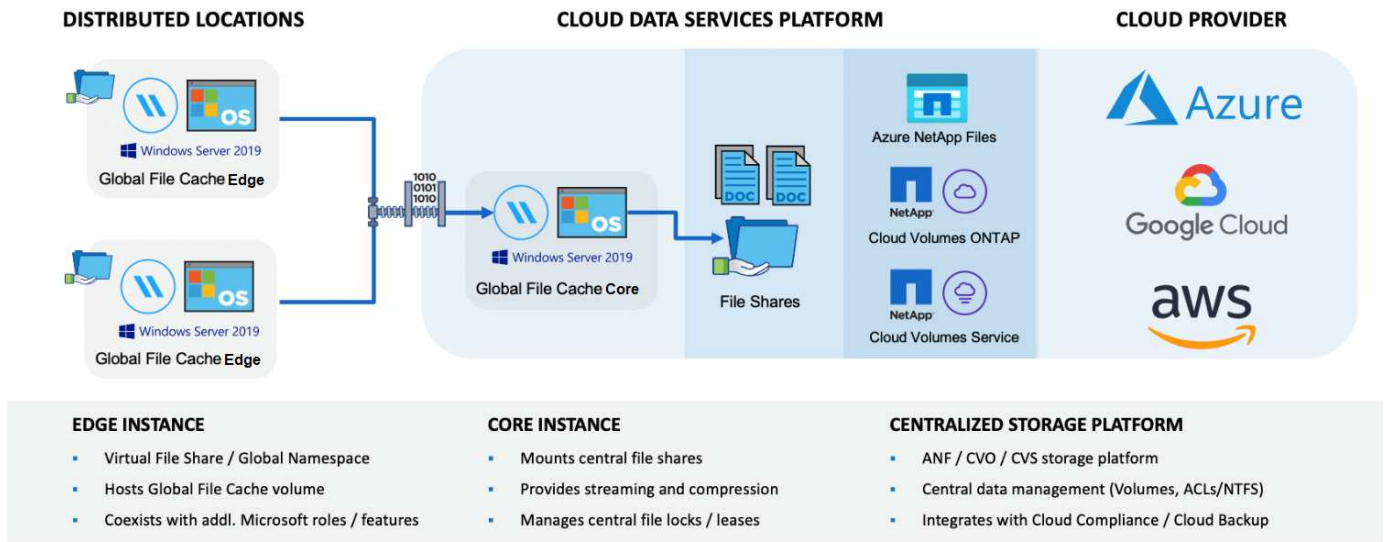 DISTRIBUTED LOCATIONS
CLOUD DATA SERVICES PLATFORM
CLOUD PROVIDER
OS
Windows Server 2019
Global File Cache Edge
OS
Windows Server 2019
Global File Cache Edge
1010
0101
1010
OS
Windows Server 2019
Global File Cache Core
DOC
DOC
File Shares
Azure NetApp Files
NetApp
Cloud Volumes ONTAP
NetApp
Cloud Volumes Service
Azure
Google Cloud
aws
EDGE INSTANCE
▪ Virtual File Share / Global Namespace
▪ Hosts Global File Cache volume
▪ Coexists with addl. Microsoft roles / features
CORE INSTANCE
▪ Mounts central file shares
▪ Provides streaming and compression
▪ Manages central file locks / leases
CENTRALIZED STORAGE PLATFORM
▪ ANF / CVO / CVS storage platform
▪ Central data management (Volumes, ACLs/NTFS)
▪ Integrates with Cloud Compliance / Cloud Backup